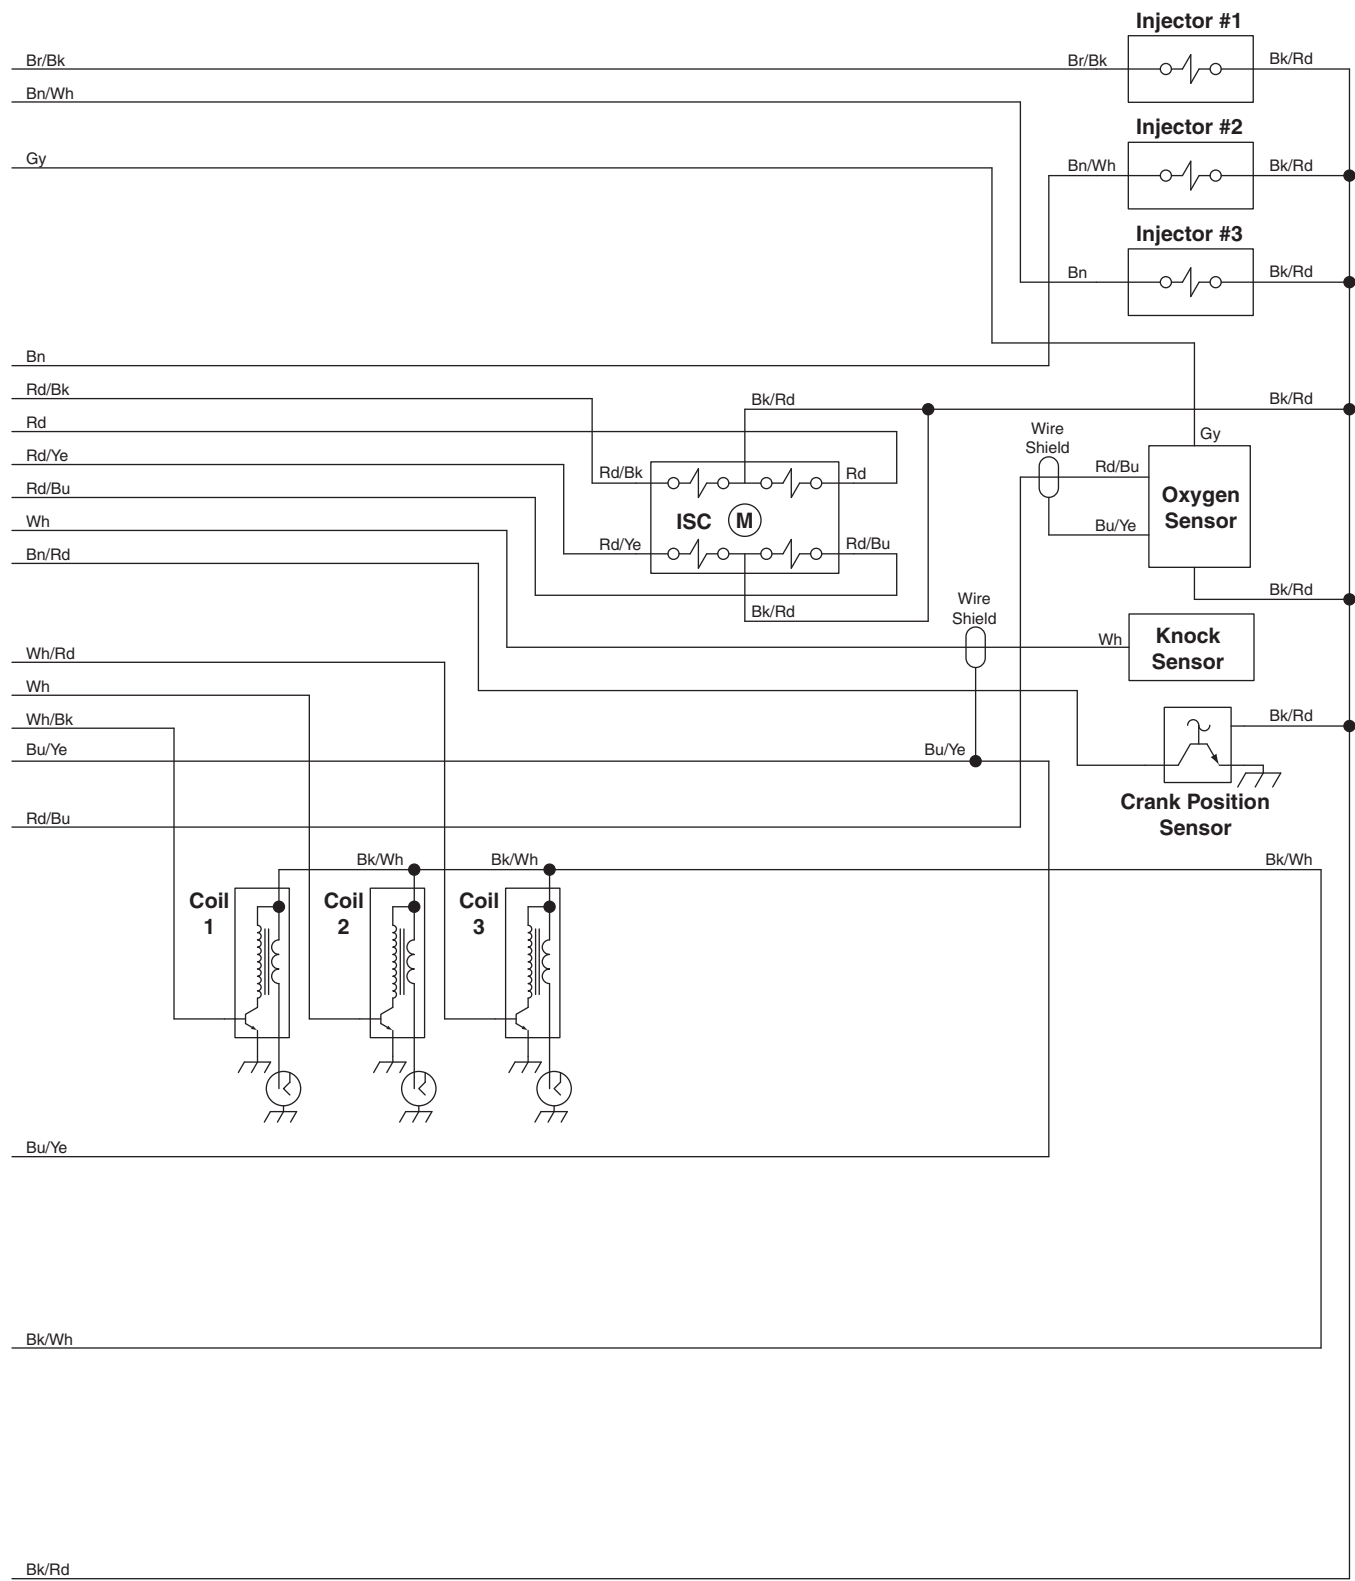 Injector #1
Br/Bk
Br/Bk
Bk/Rd
Bn/Wh
Injector #2
Gy
Bn/Wh
Bk/Rd
Injector #3
Bn
Bk/Rd
Bn
Rd/Bk
Bk/Rd
Bk/Rd
Rd
Wire
Shield
Gy
Rd/Ye
Rd/Bk
Rd
Rd/Bu
Rd/Bu
Oxygen
Sensor
Wh
ISC
M
Bu/Ye
Bn/Rd
Rd/Ye
Rd/Bu
Bk/Rd
Wire
Shield
Bk/Rd
Wh
Knock
Sensor
Wh/Rd
Wh
Bk/Rd
Wh/Bk
Bu/Ye
Bu/Ye
Crank Position
Sensor
Rd/Bu
Bk/Wh
Bk/Wh
Bk/Wh
Coil
1
Coil
2
Coil
3
Bu/Ye
Bk/Wh
Bk/Rd